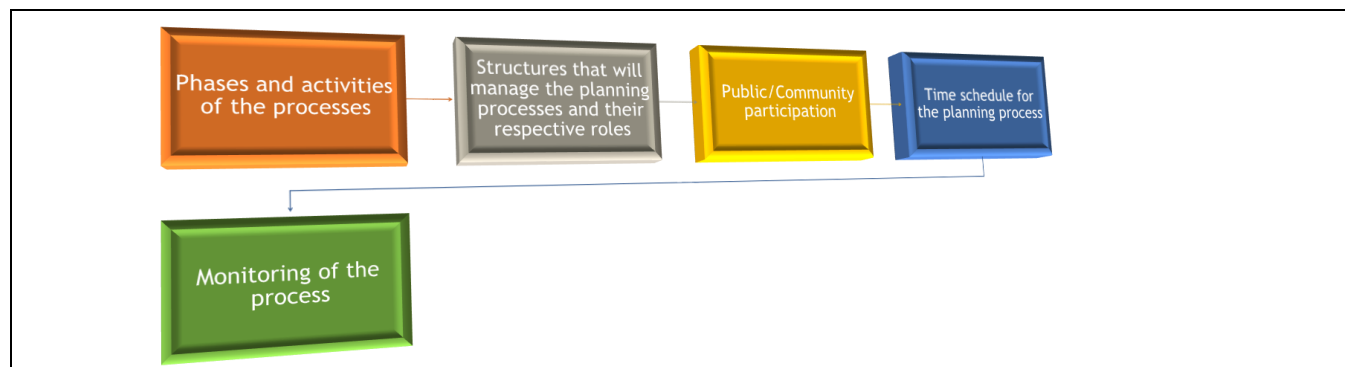 Phases and activities
of the processes
Structures that will
manage the planning
processes and their
respective roles
Public/Community
participation
Time schedule for
the planning process
Monitoring of the
process